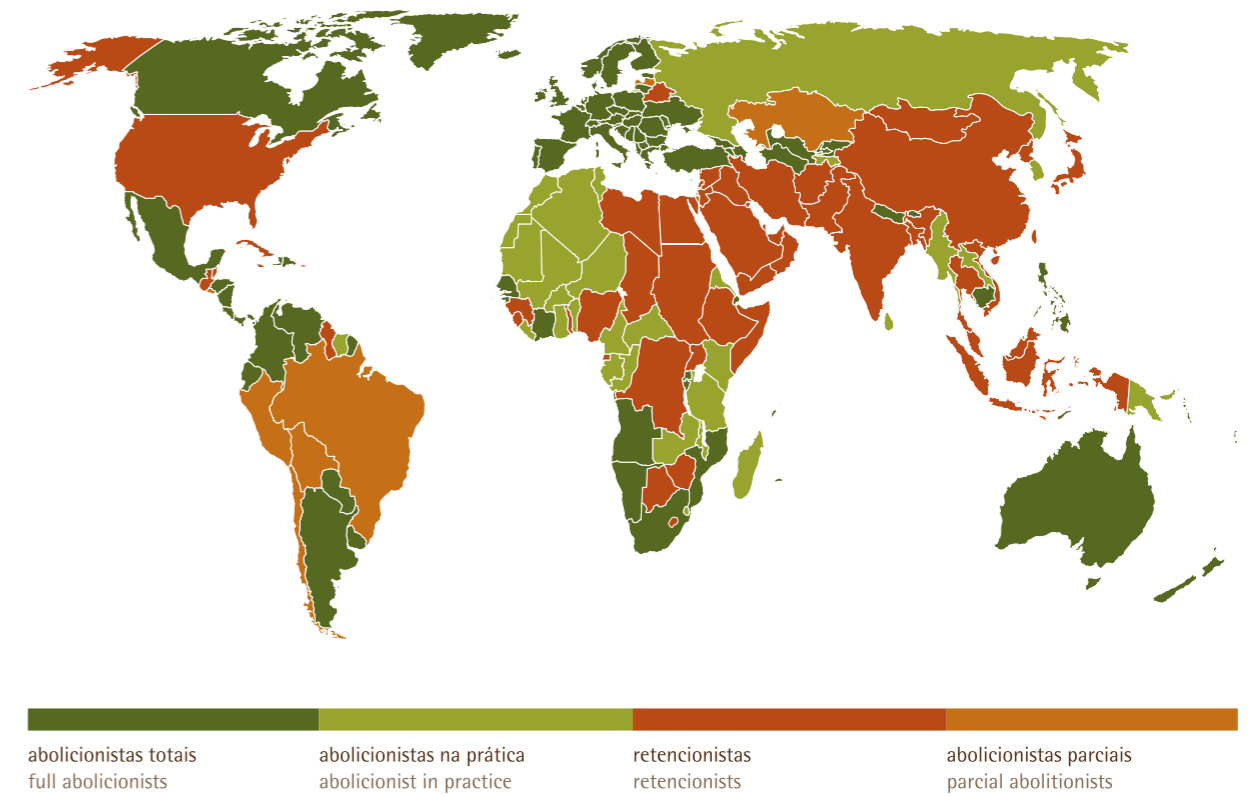 abolicionistas totais
full abolicionists
abolicionistas na prática
abolicionist in practice
retencionistas
retencionists
abolicionistas parciais
parcial abolitionists